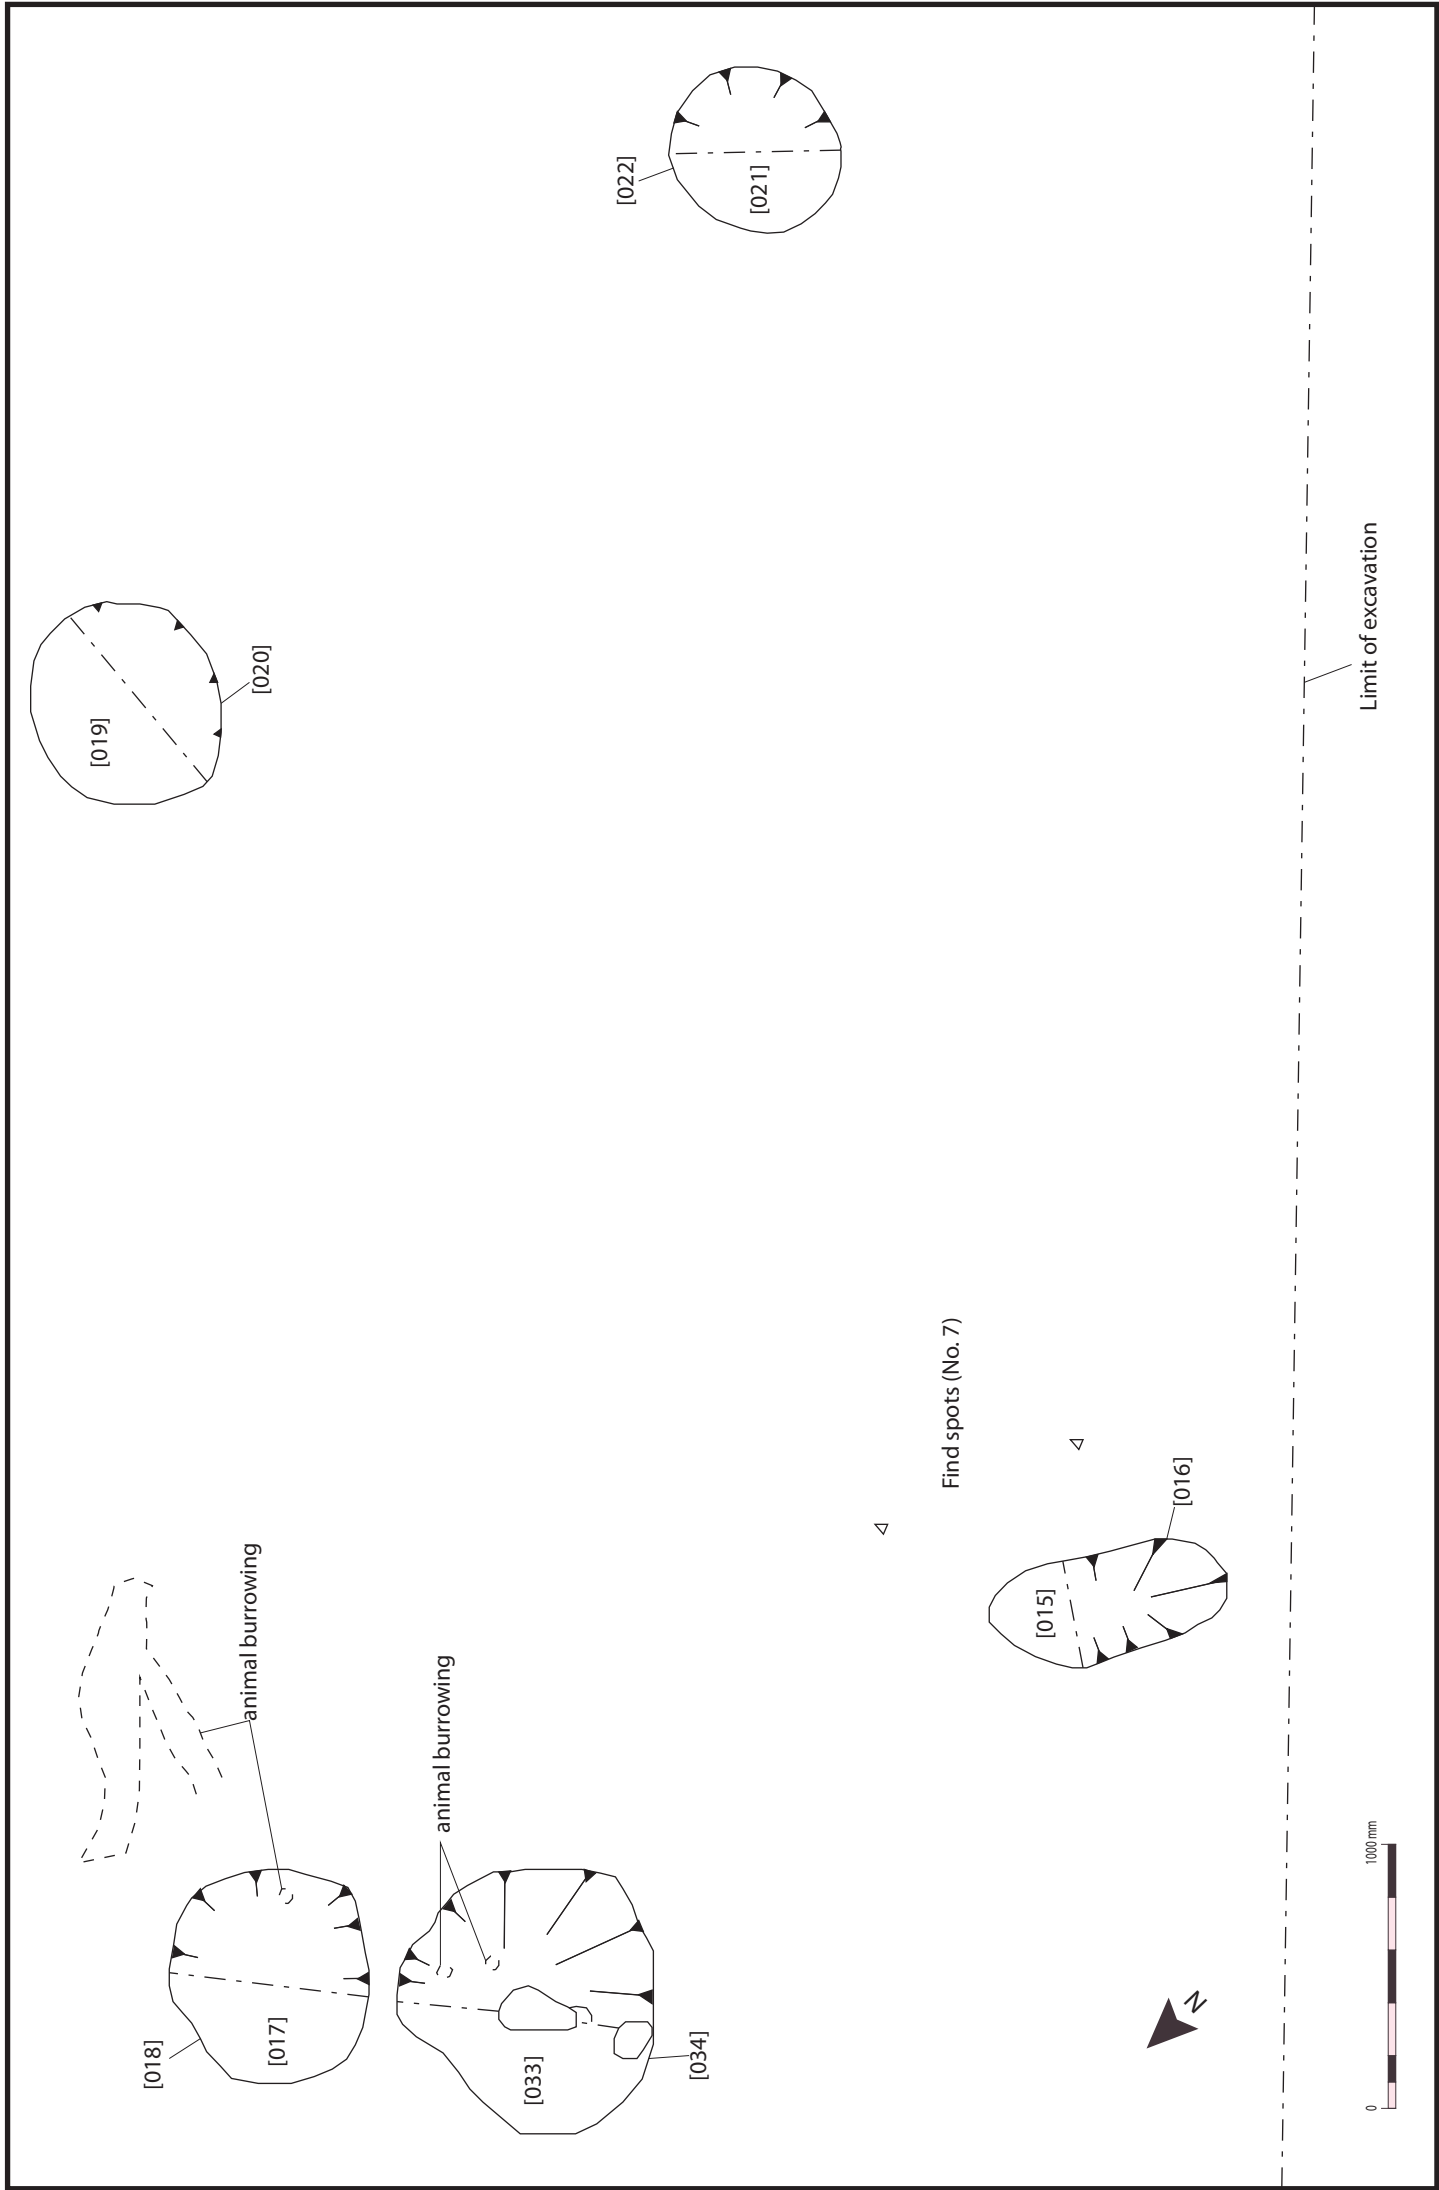 [018]
[017]
animal burrowing
[019]
[020]
animal burrowing
[033]
[034]
[022]
[021]
Find spots (No. 7)
[015]
[016]
N
Limit of excavation
0
1000 mm